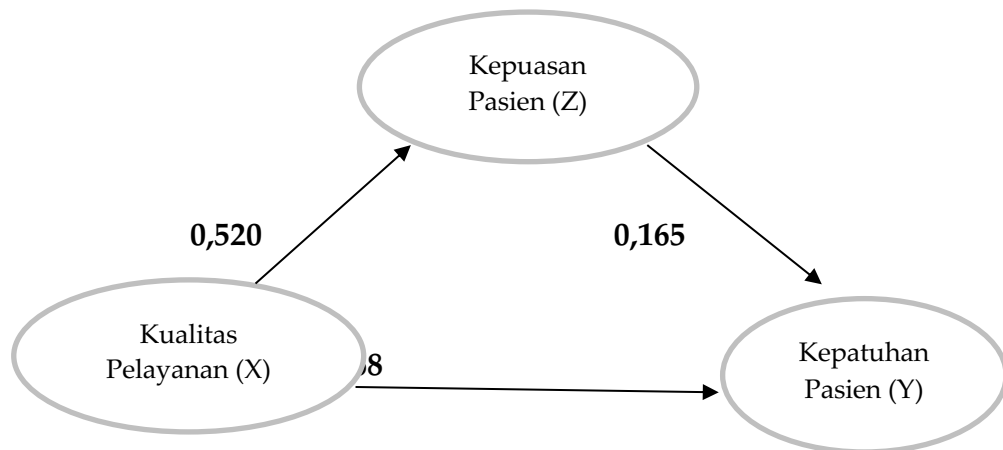 Kepuasan
Pasien (Z)
0,520
0,165
Kualitas
Pelayanan (X)
Kepatuhan
Pasien (Y)